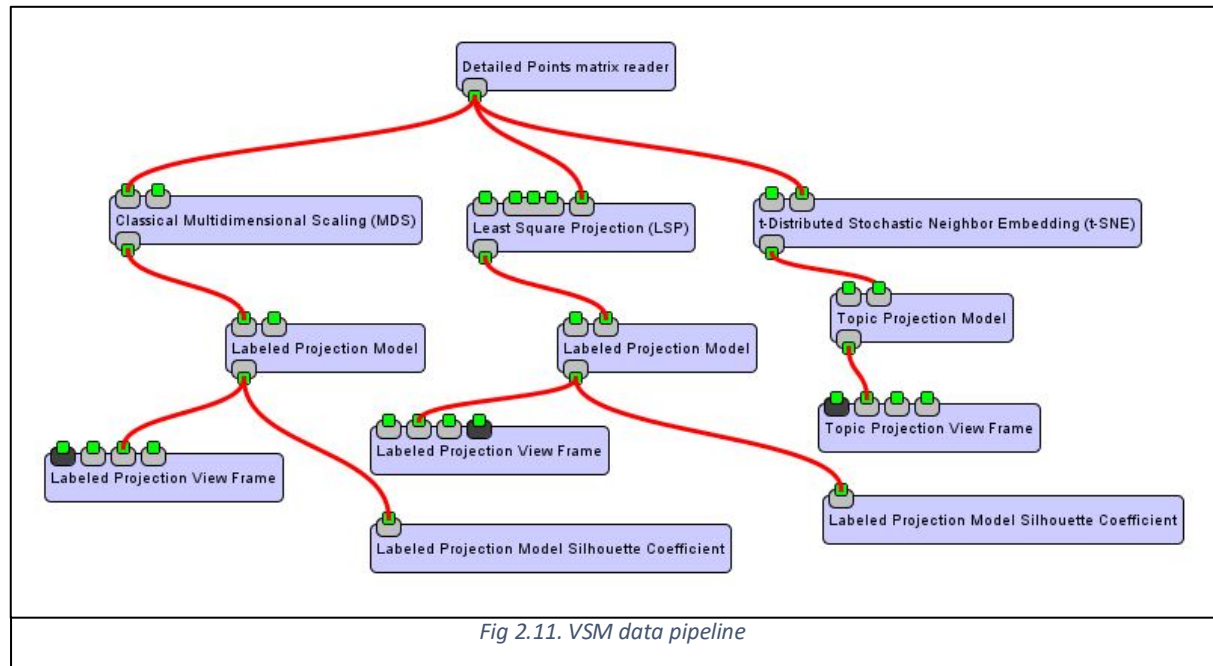 Detailed Points matrix reader
Classical Multidimensional Scaling (MDS)
Least Square Projection (LSP)
t-Distributed Stochastic Neighbor Embedding (t-SNE)
Topic Projection Model
Labeled Projection Model
Labeled Projection Model
Topic Projection View Frame
Labeled Projection View Frame
Labeled Projection View Frame
Labeled Projection Model Silhouette Coefficient
Labeled Projection Model Silhouette Coefficient
Fig 2.11. VSM data pipeline